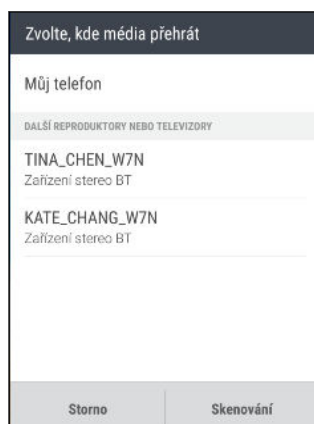 Zvolte, kde média přehrát
Můj telefon
DALŠÍ REPRODUKTORY NEBO TELEVIZORY
TINA_CHEN_W7N
Zařízení stereo BT
KATE_CHANG_W7N
Zařízení stereo BT
Storno
Skenování